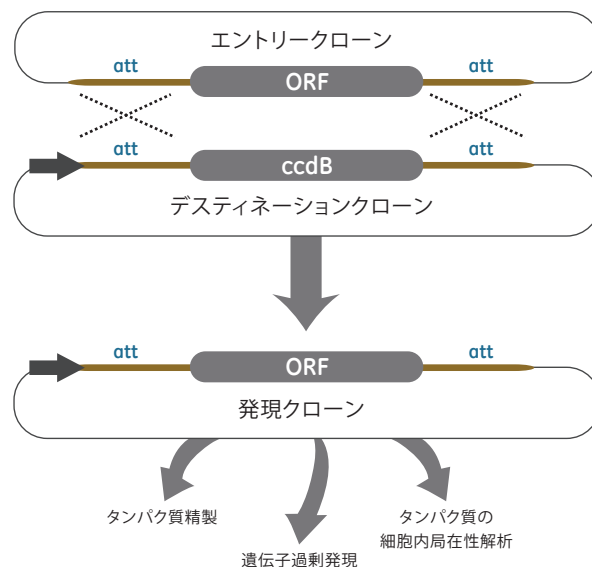 エントリークローン
att
ORF
att
att
ccdB
att
デスティネーションクローン
att
ORF
att
発現クローン
タンパク質精製
遺伝子過剰発現
タンパク質の
細胞内局在性解析